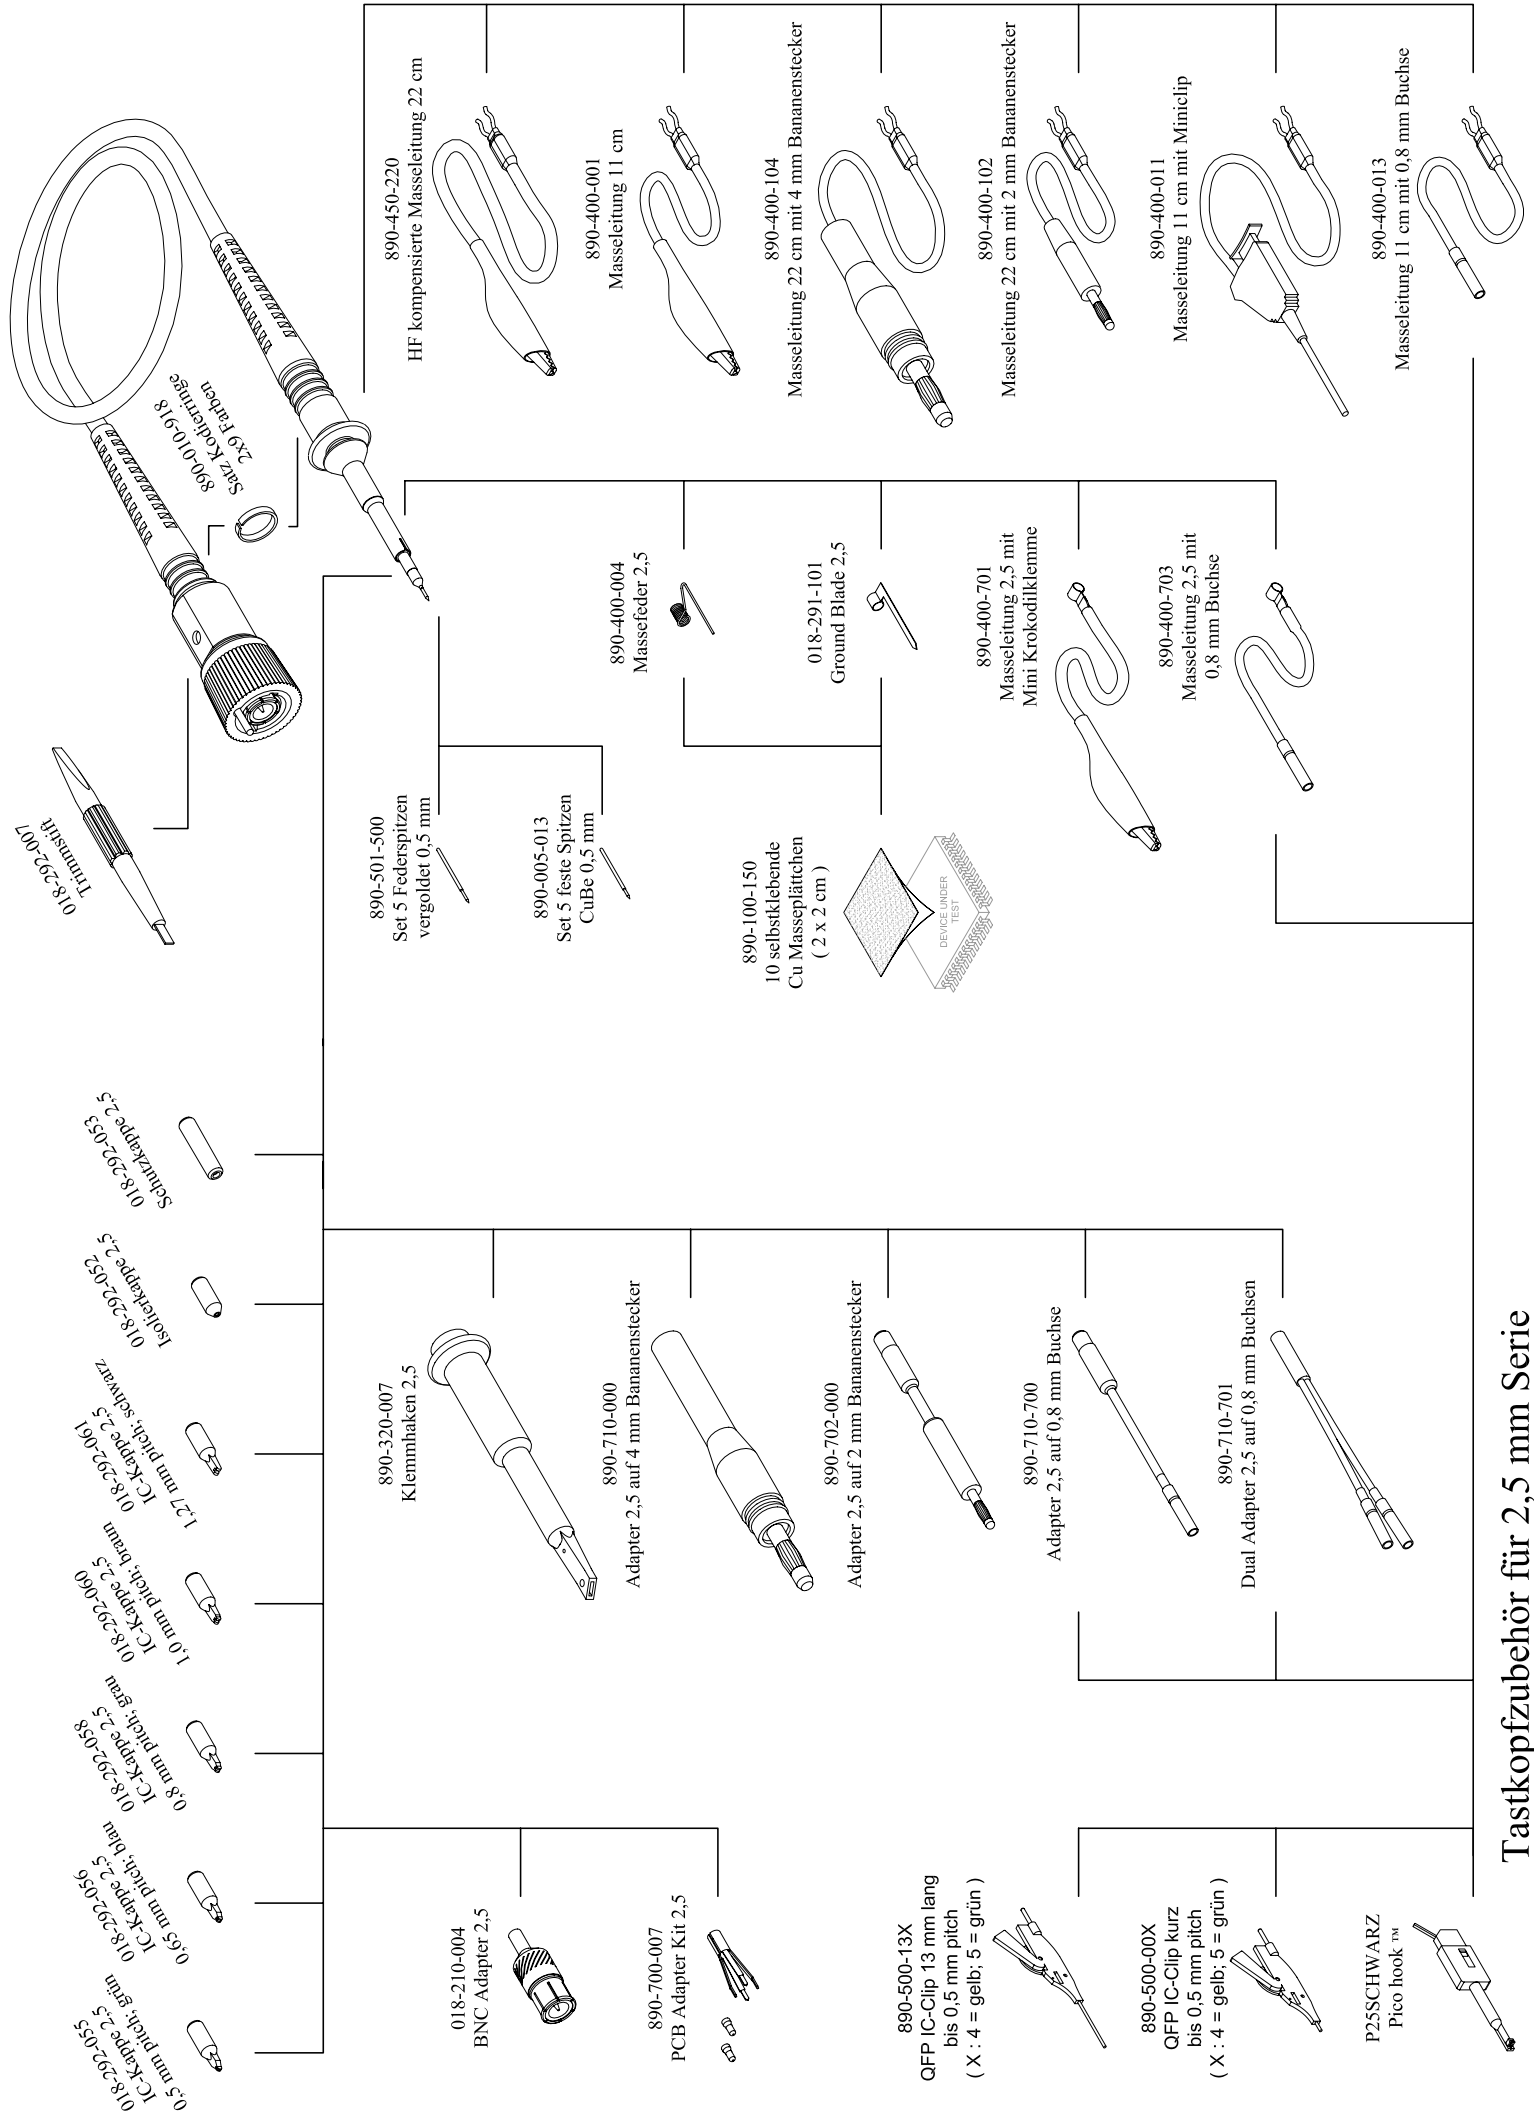 018-292-055
IC-Kappe 2,5
0,5 mm pitch; grün
018-292-056
IC-Kappe 2,5
0,65 mm pitch; blau
018-292-058
IC-Kappe 2,5
0,8 mm pitch; grau
018-292-060
IC-Kappe 2,5
1,0 mm pitch; braun
018-292-061
IC-Kappe 2,5
1,27 mm pitch; schwarz
018-292-052
Isolierkappe 2,5
018-292-053
Schutzkappe 2,5
018-292-007
Trimmstift
890-010-918
Satz Kodierringe
2x9 Farben
018-210-004
BNC Adapter 2,5
890-700-007
PCB Adapter Kit 2,5
890-500-13X
QFP IC-Clip 13 mm lang
bis 0,5 mm pitch
( X : 4 = gelb; 5 = grün )
890-500-00X
QFP IC-Clip kurz
bis 0,5 mm pitch
( X : 4 = gelb; 5 = grün )
P25SCHWARZ
Pico hook ™
890-320-007
Klemmhaken 2,5
890-710-000
Adapter 2,5 auf 4 mm Bananenstecker
890-702-000
Adapter 2,5 auf 2 mm Bananenstecker
890-710-700
Adapter 2,5 auf 0,8 mm Buchse
890-710-701
Dual Adapter 2,5 auf 0,8 mm Buchsen
890-501-500
Set 5 Federspitzen
vergoldet 0,5 mm
890-005-013
Set 5 feste Spitzen
CuBe 0,5 mm
890-100-150
10 selbstklebende
Cu Masseplättchen
( 2 x 2 cm )
DEVICE UNDER
TEST
890-400-004
Massefeder 2,5
018-291-101
Ground Blade 2,5
890-400-701
Masseleitung 2,5 mit
Mini Krokodilklemme
890-400-703
Masseleitung 2,5 mit
0,8 mm Buchse
890-450-220
HF kompensierte Masseleitung 22 cm
890-400-001
Masseleitung 11 cm
890-400-104
Masseleitung 22 cm mit 4 mm Bananenstecker
890-400-102
Masseleitung 22 cm mit 2 mm Bananenstecker
890-400-011
Masseleitung 11 cm mit Miniclip
890-400-013
Masseleitung 11 cm mit 0,8 mm Buchse
Tastkopfzubehör für 2,5 mm Serie